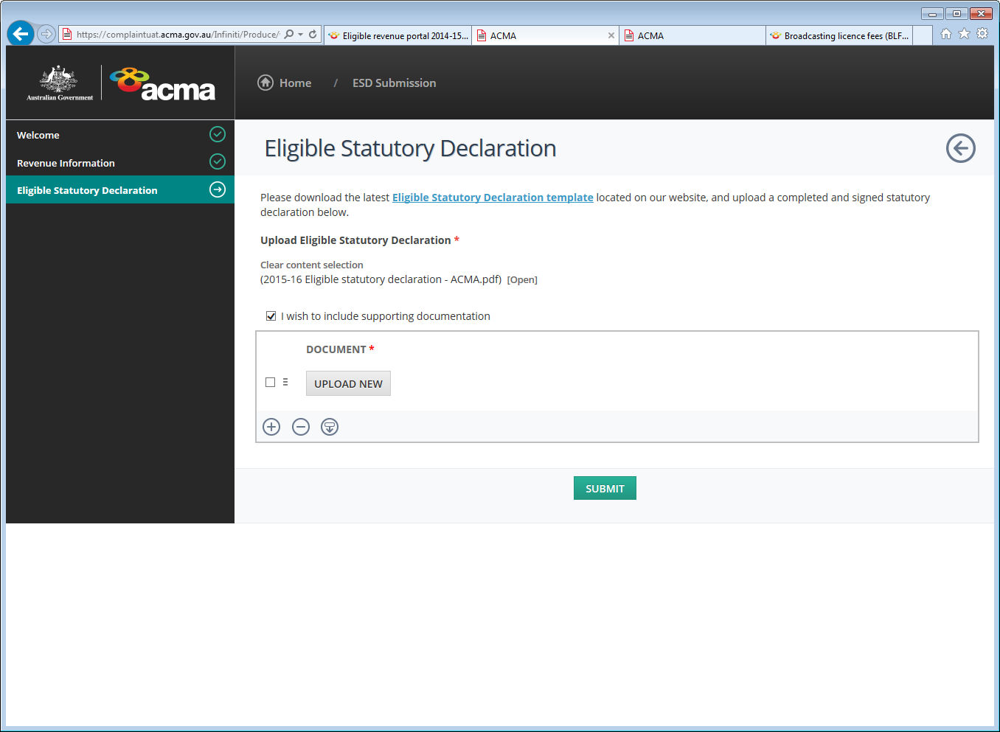 https://complaintuat.acma.gov.au/Infiniti/Produce/
Eligible revenue portal 2014-15...
ACMA
ACMA
Broadcasting licence fees (BLF...
Australian Government
acma
Home / ESD Submission
Welcome
Revenue Information
Eligible Statutory Declaration
Eligible Statutory Declaration
Please download the latest Eligible Statutory Declaration template located on our website, and upload a completed and signed statutory
declaration below.
Upload Eligible Statutory Declaration *
Clear content selection
(2015-16 Eligible statutory declaration - ACMA.pdf) [Open]
I wish to include supporting documentation
DOCUMENT *
UPLOAD NEW
SUBMIT